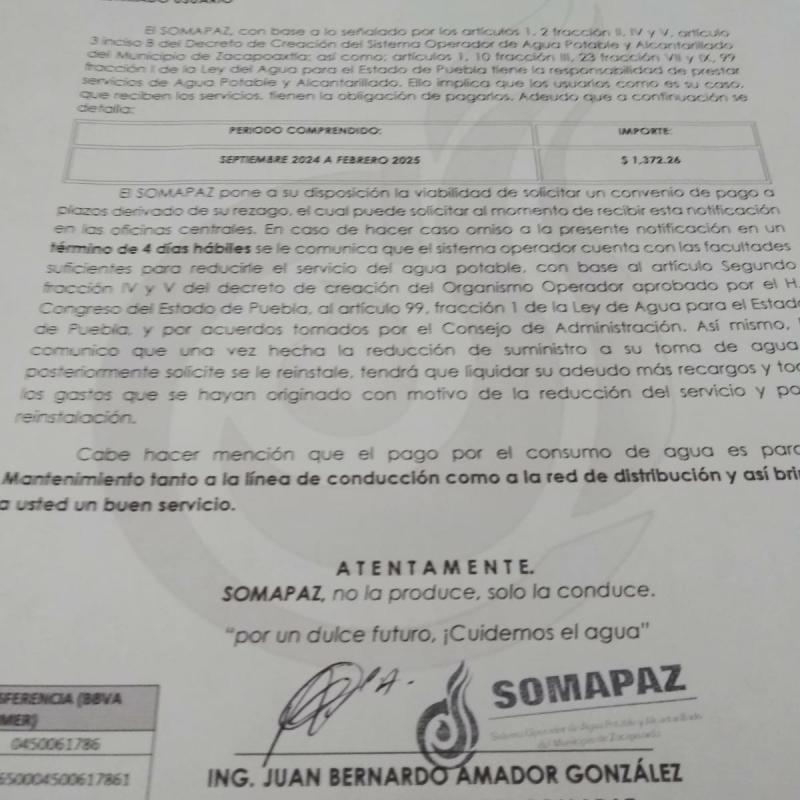 USUARIO
El SOMAPAZ, con base a lo señalado por los artículos 1, 2 fracción II, IV y V, artículo
3 inciso B del Decreto de Creación del Sistema Operador de Agua Potable y Alcantarillado
del Municipio de Zacapoaxtla; así como; artículos 1, 10 fracción III, 23 fracción VII y IX, 99
fracción I de la Ley del Agua para el Estado de Puebla tiene la responsabilidad de prestar
servicios de Agua Potable y Alcantarillado. Ello implica que los usuarios como es su caso,
que reciben los servicios, tienen la obligación de pagarlos. Adeudo que a continuación se
detalla:
PERIODO COMPRENDIDO: IMPORTE:
SEPTIEMBRE 2024 A FEBRERO 2025 $ 1,372.26
El SOMAPAZ pone a su disposición la viabilidad de solicitar un convenio de pago a
plazos derivado de su rezago, el cual puede solicitar al momento de recibir esta notificación
en las oficinas centrales. En caso de hacer caso omiso a la presente notificación en un
término de 4 días hábiles se le comunica que el sistema operador cuenta con las facultades
suficientes para reducirle el servicio del agua potable, con base al artículo Segundo
fracción IV y V del decreto de creación del Organismo Operador aprobado por el H.
Congreso del Estado de Puebla, al artículo 99, fracción 1 de la Ley de Agua para el Estado
de Puebla, y por acuerdos tomados por el Consejo de Administración. Así mismo,
comunico que una vez hecha la reducción de suministro a su toma de agua
posteriormente solicite se le reinstale, tendrá que liquidar su adeudo más recargos y tod
los gastos que se hayan originado con motivo de la reducción del servicio y po
reinstalación.
Cabe hacer mención que el pago por el consumo de agua es para
Mantenimiento tanto a la línea de conducción como a la red de distribución y así brin
a usted un buen servicio.
ATENTAMENTE.
SOMAPAZ, no la produce, solo la conduce.
"por un dulce futuro, ¡Cuidemos el agua"
SFERENCIA (BBVA
MER)
0450061786
650004500617861
SOMAPAZ
Sistema Operador de Agua Potable y Alcantarillado
del Municipio de Zacapoaxtla
ING. JUAN BERNARDO AMADOR GONZÁLEZ